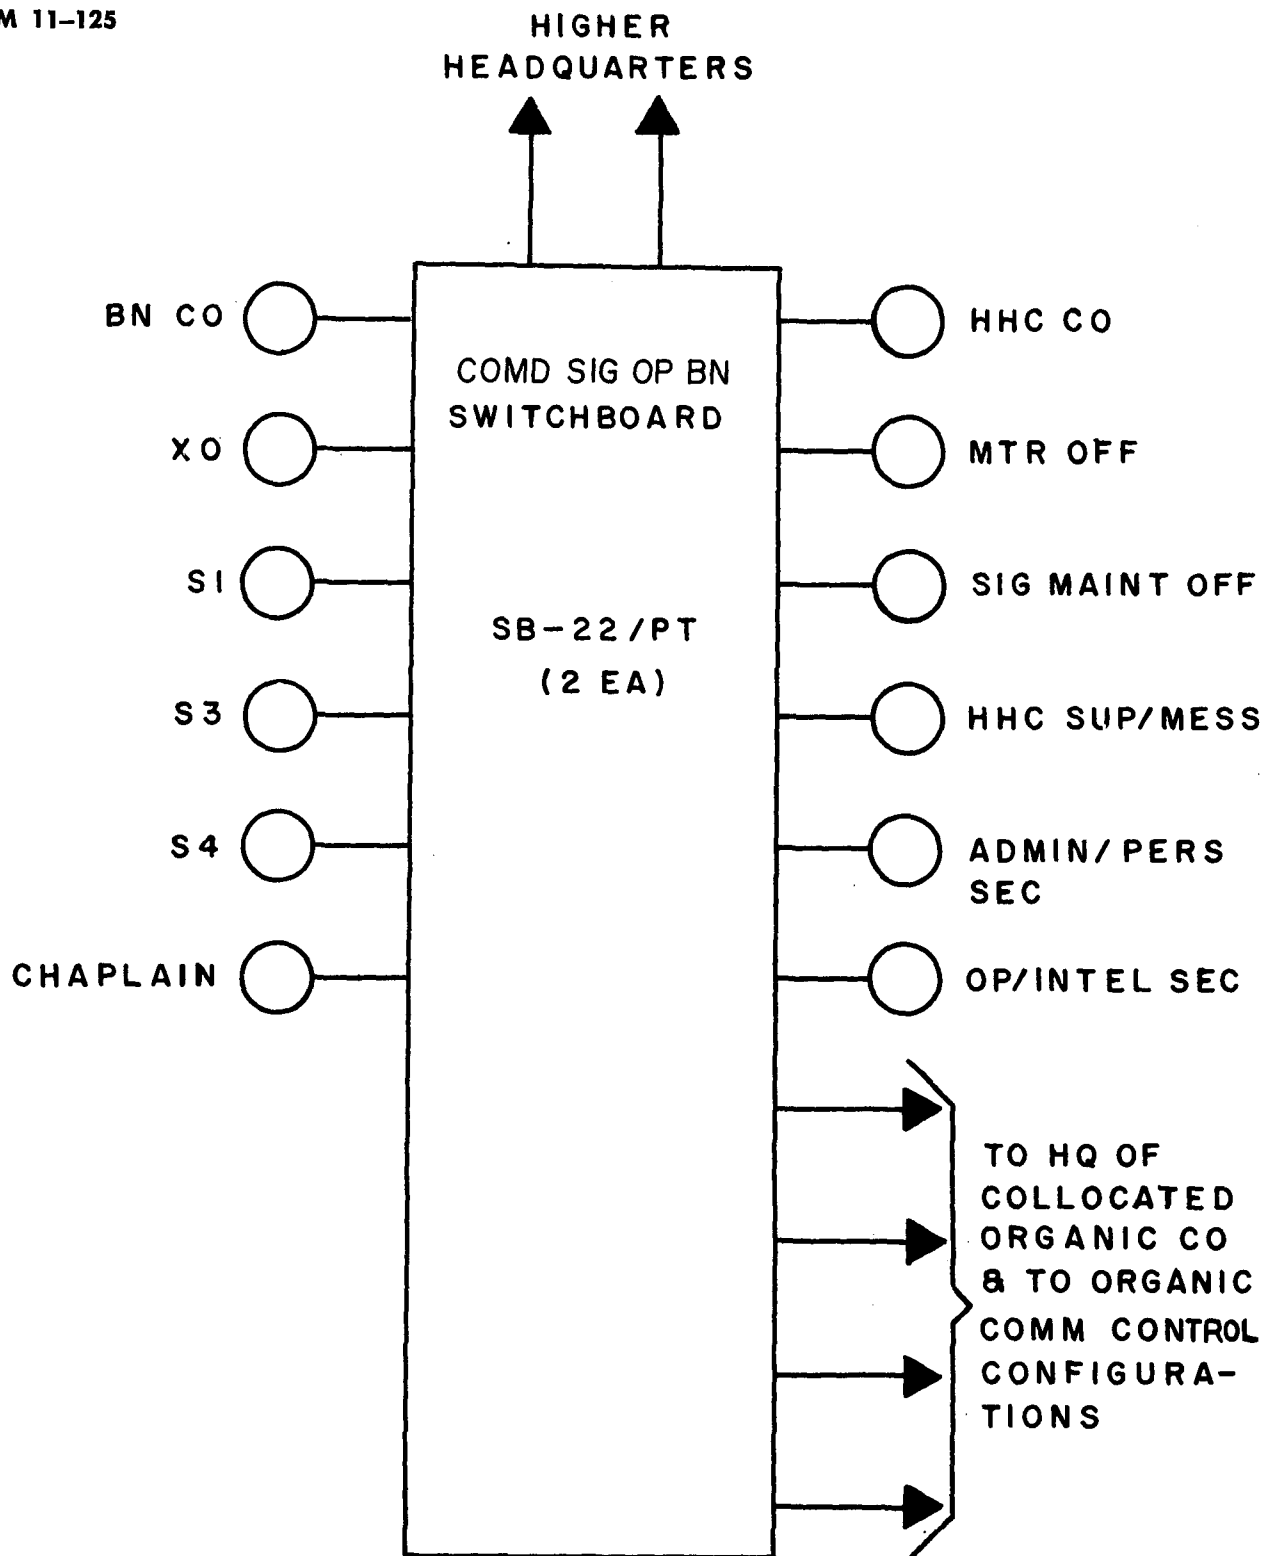 M 11–125
HIGHER
HEADQUARTERS
BN CO
XO
S1
S3
S4
CHAPLAIN
COMD SIG OP BN
SWITCHBOARD
SB-22/PT
(2 EA)
HHC CO
MTR OFF
SIG MAINT OFF
HHC SUP/MESS
ADMIN/PERS
SEC
OP/INTEL SEC
TO HQ OF
COLLOCATED
ORGANIC CO
& TO ORGANIC
COMM CONTROL
CONFIGURA-
TIONS